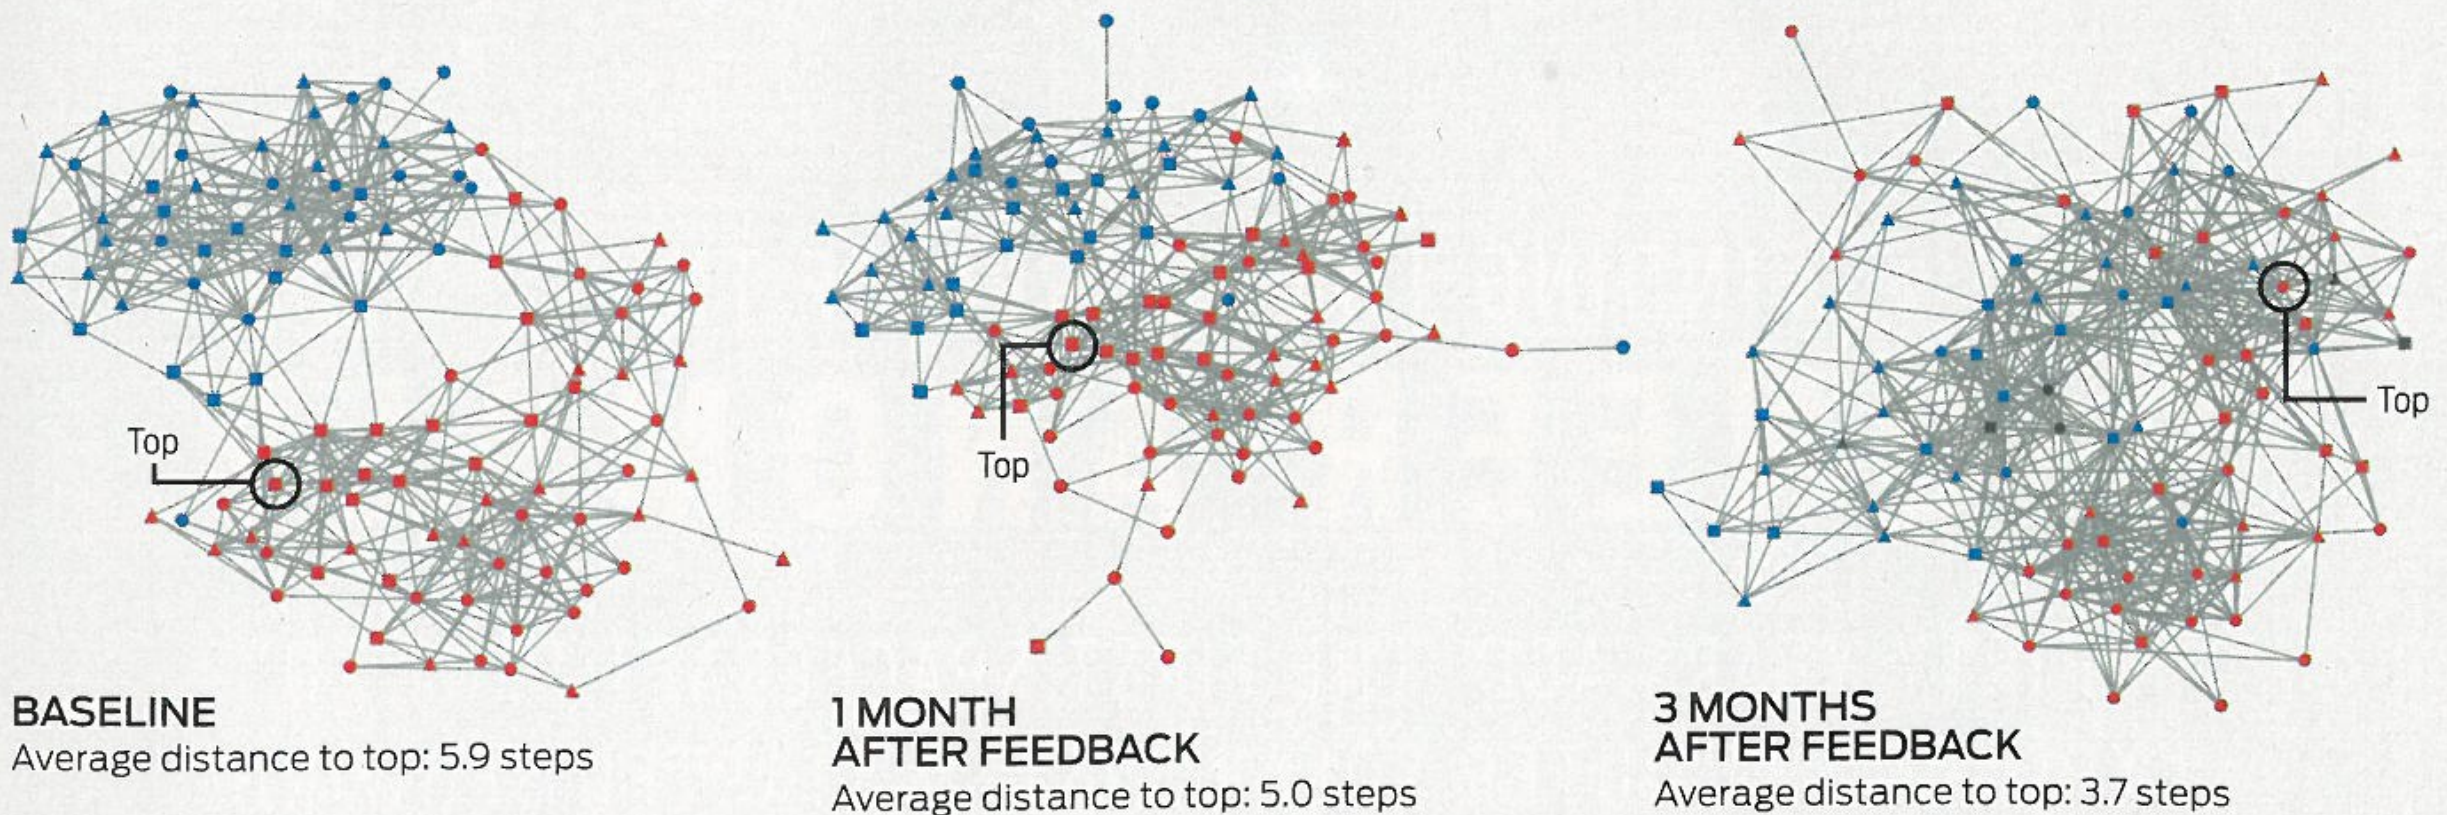 Top
BASELINE
Average distance to top: 5.9 steps
Top
1 MONTH
AFTER FEEDBACK
Average distance to top: 5.0 steps
Top
3 MONTHS
AFTER FEEDBACK
Average distance to top: 3.7 steps